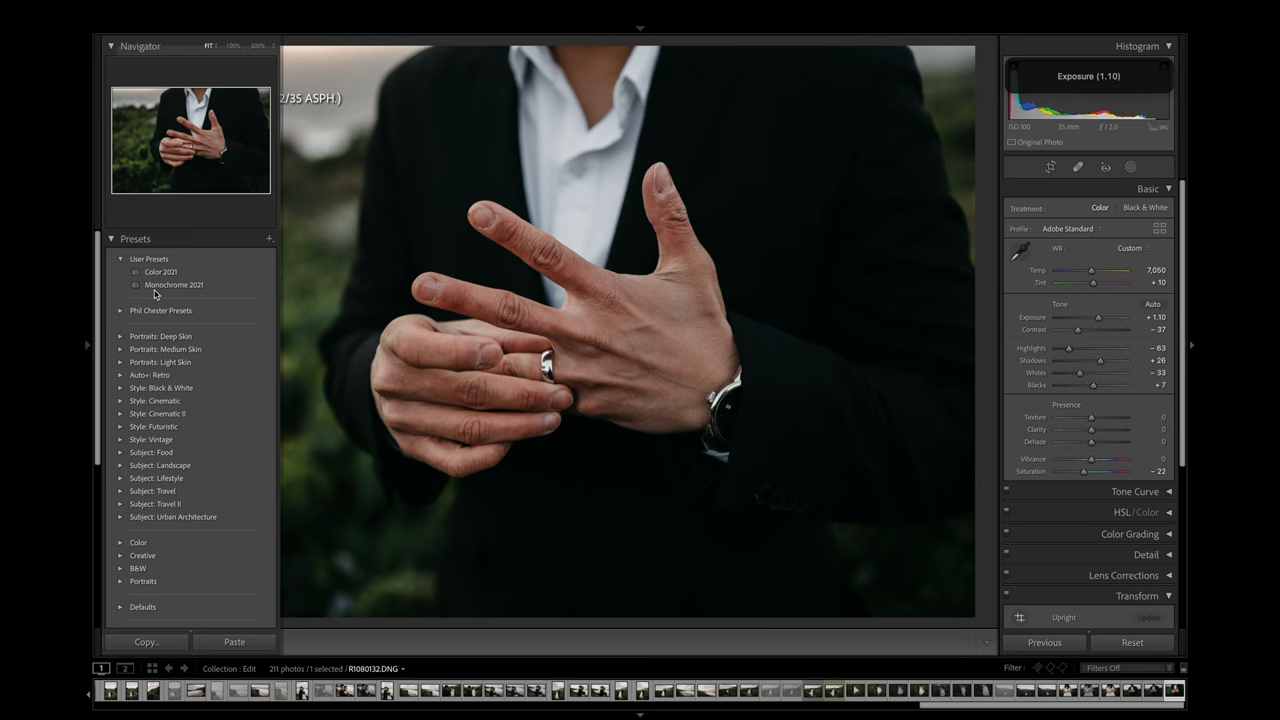 Navigator
FIT 100% 200%
2/35 ASPH.)
Presets
User Presets
Color 2021
Monochrome 2021
Phil Chester Presets
Portraits: Deep Skin
Portraits: Medium Skin
Portraits: Light Skin
Auto+: Retro
Style: Black & White
Style: Cinematic
Style: Cinematic II
Style: Futuristic
Style: Vintage
Subject: Food
Subject: Landscape
Subject: Lifestyle
Subject: Travel
Subject: Travel II
Subject: Urban Architecture
Color
Creative
B&W
Portraits
Defaults
Copy... Paste
Histogram
Exposure (1.10)
ISO 100 35 mm ƒ / 2.0 sec
Original Photo
Basic
Treatment : Color Black & White
Profile : Adobe Standard
WB : Custom
Temp 7,050
Tint + 10
Tone Auto
Exposure + 1.10
Contrast – 37
Highlights – 63
Shadows + 26
Whites – 33
Blacks + 7
Presence
Texture 0
Clarity 0
Dehaze 0
Vibrance 0
Saturation – 22
Tone Curve
HSL / Color
Color Grading
Detail
Lens Corrections
Transform
Upright Update
Previous Reset
1 2 Collection : Edit 211 photos / 1 selected / R1080132.DNG Filter : Filters Off